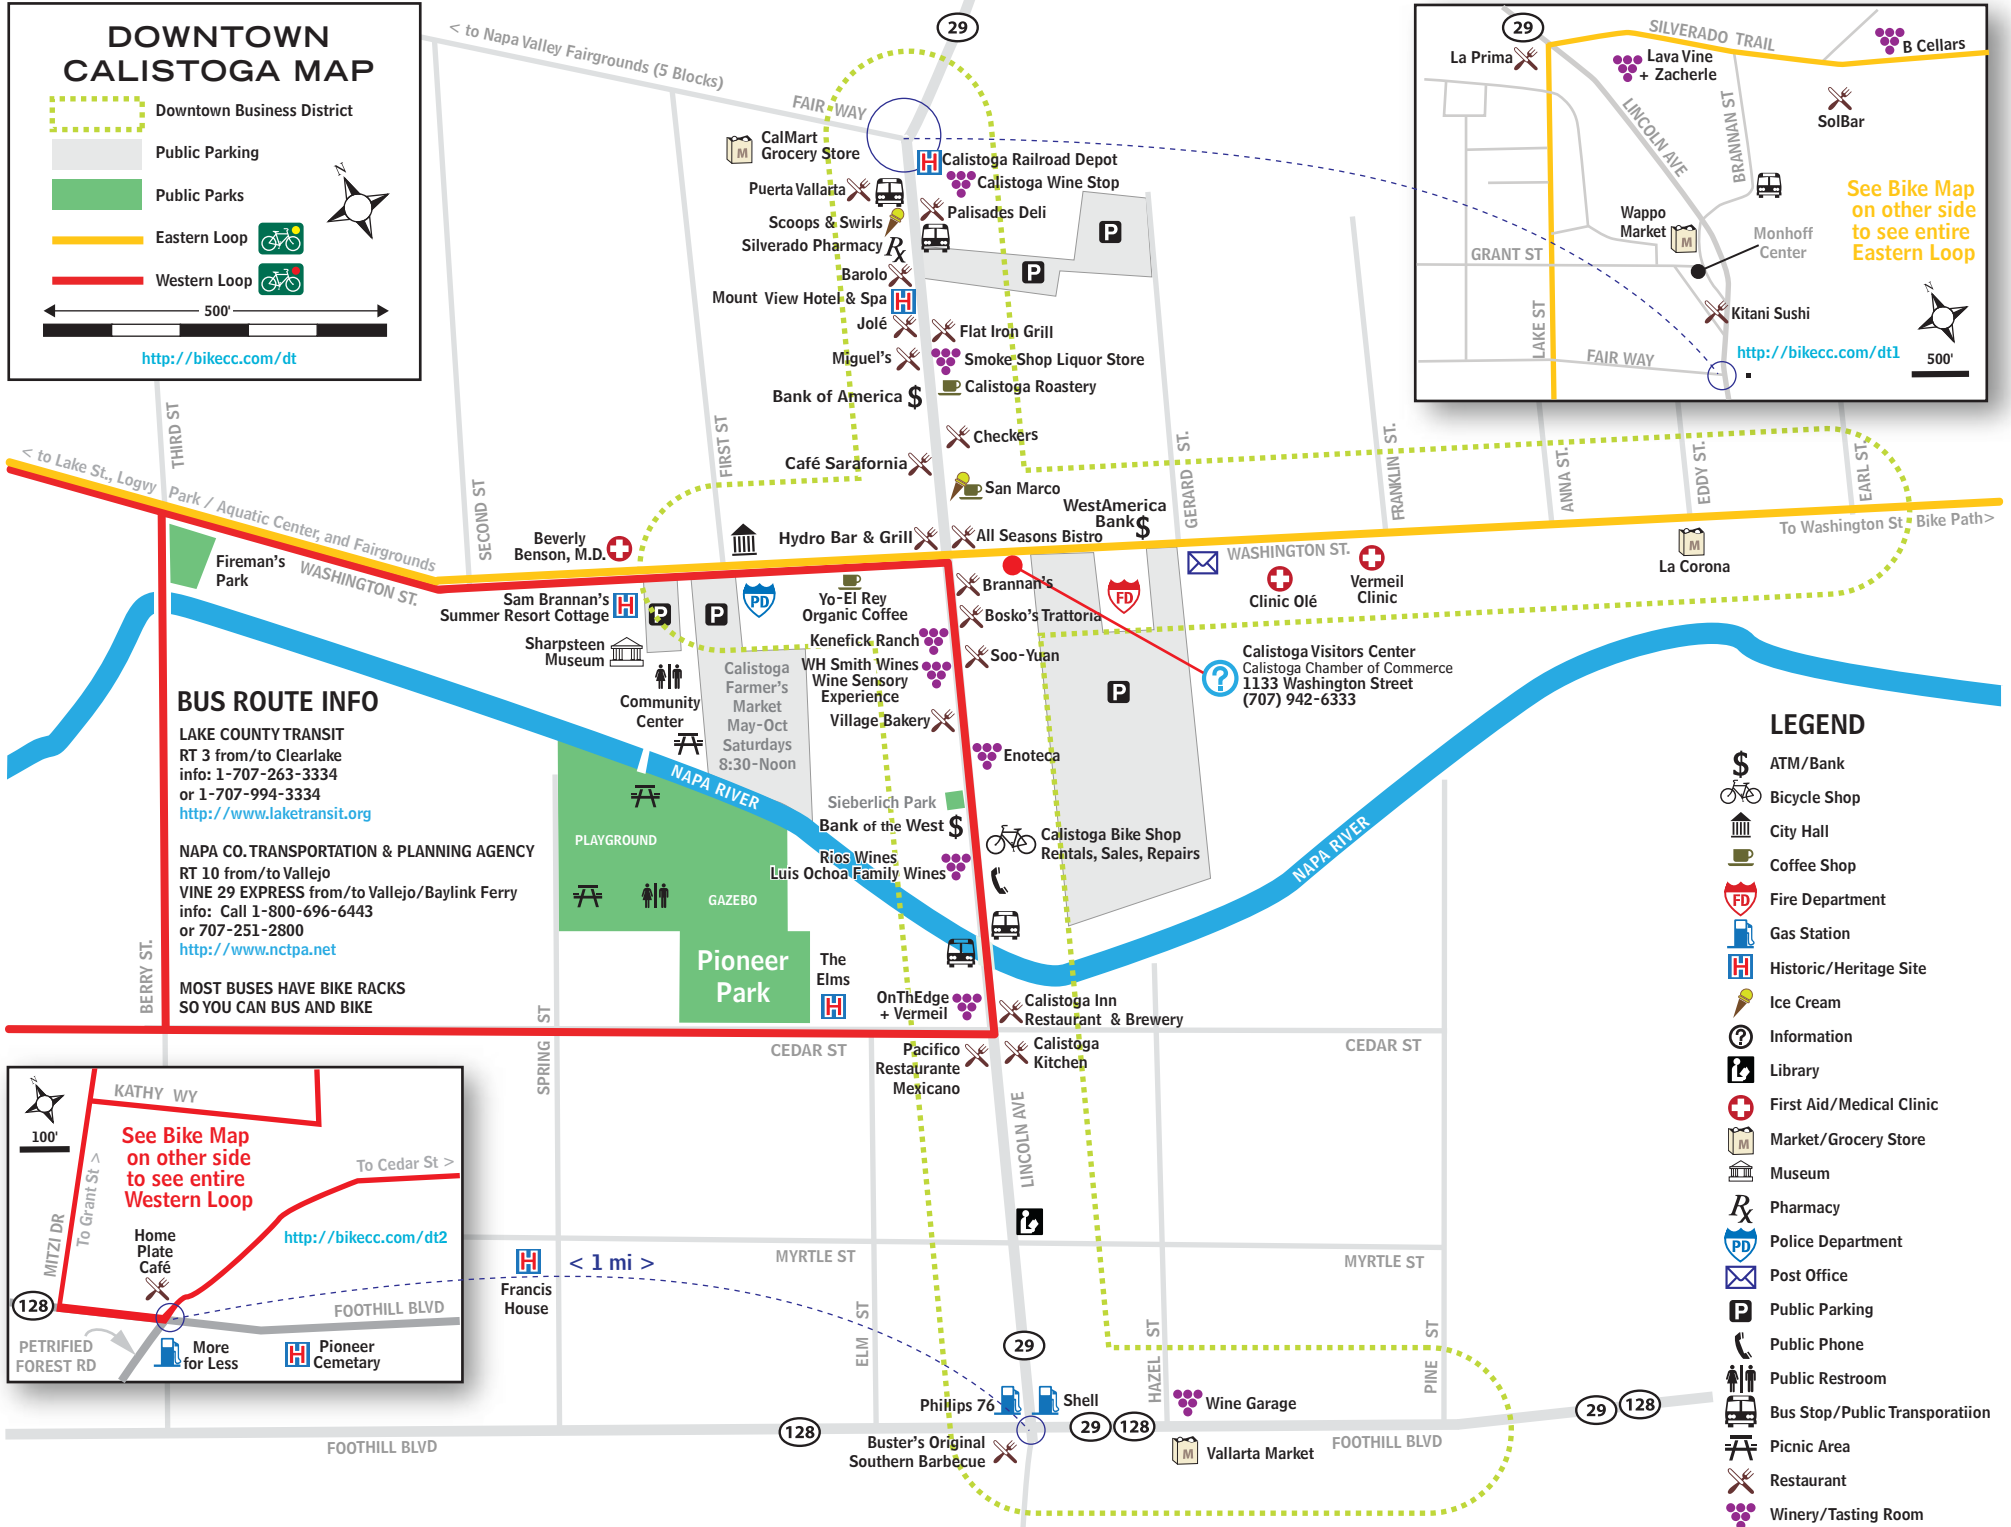 DOWNTOWN
CALISTOGA MAP
Downtown Business District
Public Parking
Public Parks
Eastern Loop
Western Loop
N
500'
http://bikecc.com/dt
< to Napa Valley Fairgrounds (5 Blocks)
FAIR WAY
29
CalMart
Grocery Store
M
Calistoga Railroad Depot
Calistoga Wine Stop
Puerta Vallarta
Palisades Deli
Scoops & Swirls
Silverado Pharmacy
Rx
P
P
Barolo
Mount View Hotel & Spa
H
Jolé
Flat Iron Grill
Miguel's
Smoke Shop Liquor Store
Calistoga Roastery
Bank of America $
Checkers
Café Sarafornia
San Marco
WestAmerica
Bank $
Hydro Bar & Grill
All Seasons Bistro
29
SILVERADO TRAIL
La Prima
Lava Vine
+ Zacherle
B Cellars
SolBar
LINCOLN AVE
BRANNAN ST
See Bike Map
on other side
to see entire
Eastern Loop
Wappo
Market
M
Monhoff
Center
GRANT ST
LAKE ST
Kitani Sushi
N
FAIR WAY
http://bikecc.com/dt1
500'
THIRD ST
SECOND ST
FIRST ST
GERARD ST.
FRANKLIN ST.
ANNA ST.
EDDY ST.
EARL ST.
< to Lake St., Logvy Park / Aquatic Center, and Fairgrounds
WASHINGTON ST.
WASHINGTON ST.
To Washington St Bike Path>
Fireman's
Park
Beverly
Benson, M.D.
Sam Brannan's
Summer Resort Cottage
H
P
P
PD
Yo-El Rey
Organic Coffee
Brannan's
FD
Clinic Olé
Vermeil
Clinic
M
La Corona
Bosko's Trattoria
Sharpsteen
Museum
Kenefick Ranch
Soo-Yuan
WH Smith Wines
Wine Sensory
Experience
Village Bakery
Calistoga
Farmer's
Market
May-Oct
Saturdays
8:30-Noon
Community
Center
P
?
Calistoga Visitors Center
Calistoga Chamber of Commerce
1133 Washington Street
(707) 942-6333
Enoteca
NAPA RIVER
NAPA RIVER
Sieberlich Park
Bank of the West $
Calistoga Bike Shop
Rentals, Sales, Repairs
Rios Wines
Luis Ochoa Family Wines
PLAYGROUND
GAZEBO
Pioneer
Park
The
Elms
H
OnThEdge
+ Vermeil
Calistoga Inn
Restaurant & Brewery
BUS ROUTE INFO
LAKE COUNTY TRANSIT
RT 3 from/to Clearlake
info: 1-707-263-3334
or 1-707-994-3334
http://www.laketransit.org
NAPA CO. TRANSPORTATION & PLANNING AGENCY
RT 10 from/to Vallejo
VINE 29 EXPRESS from/to Vallejo/Baylink Ferry
info: Call 1-800-696-6443
or 707-251-2800
http://www.nctpa.net
MOST BUSES HAVE BIKE RACKS
SO YOU CAN BUS AND BIKE
BERRY ST.
SPRING ST
CEDAR ST
CEDAR ST
Pacifico
Restaurante
Mexicano
Calistoga
Kitchen
LINCOLN AVE
MYRTLE ST
MYRTLE ST
H
Francis
House
< 1 mi >
ELM ST
HAZEL ST
PINE ST
29
Phillips 76
Shell
Wine Garage
128
29
128
29
128
FOOTHILL BLVD
FOOTHILL BLVD
Buster's Original
Southern Barbecue
M
Vallarta Market
N
100'
KATHY WY
See Bike Map
on other side
to see entire
Western Loop
To Cedar St >
MITZI DR
To Grant St >
http://bikecc.com/dt2
Home
Plate
Café
128
FOOTHILL BLVD
PETRIFIED
FOREST RD
More
for Less
H
Pioneer
Cemetary
LEGEND
$ ATM/Bank
Bicycle Shop
City Hall
Coffee Shop
FD Fire Department
Gas Station
H Historic/Heritage Site
Ice Cream
? Information
Library
First Aid/Medical Clinic
M Market/Grocery Store
Museum
Rx Pharmacy
PD Police Department
Post Office
P Public Parking
Public Phone
Public Restroom
Bus Stop/Public Transporatiion
Picnic Area
Restaurant
Winery/Tasting Room